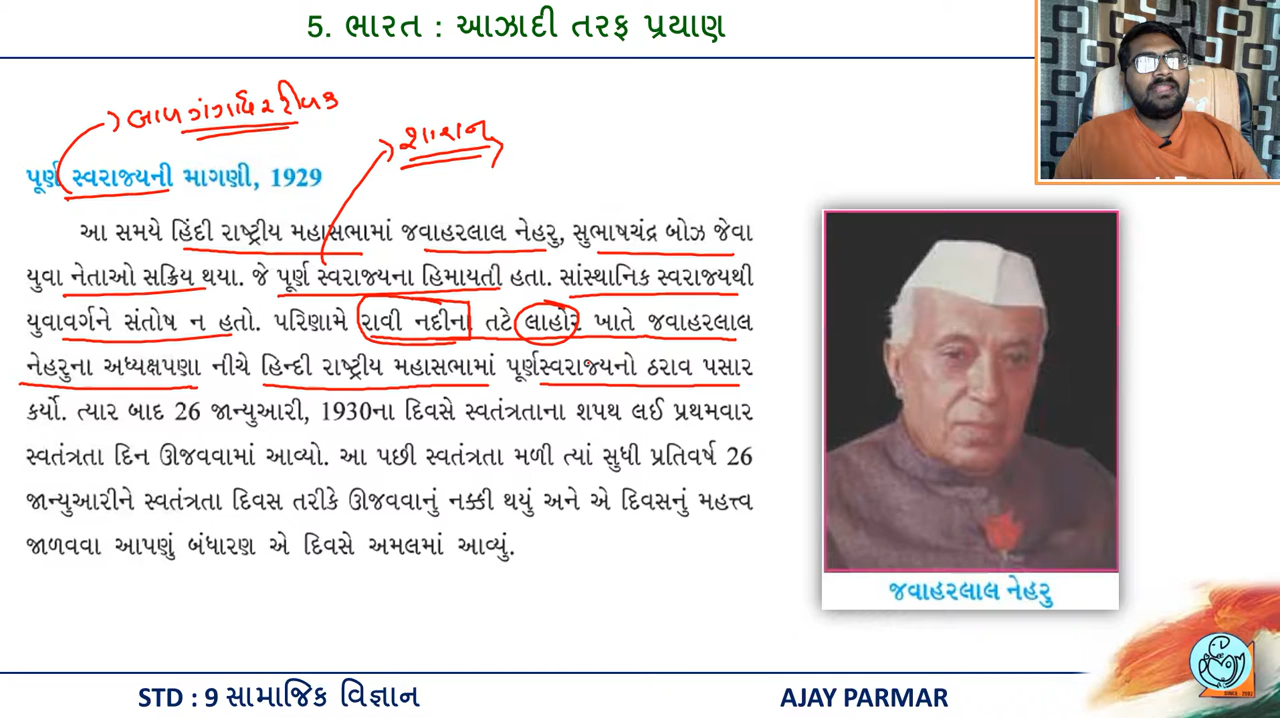 5. ભારત : આઝાદી તરફ પ્રયાણ
બાળ ગંગાધર ટીળક
શાસન
પૂર્ણ સ્વરાજ્યની માગણી, 1929
આ સમયે હિંદી રાષ્ટ્રીય મહાસભામાં જવાહરલાલ નેહરુ, સુભાષચંદ્ર બોઝ જેવા
યુવા નેતાઓ સક્રિય થયા. જે પૂર્ણ સ્વરાજ્યના હિમાયતી હતા. સાંસ્થાનિક સ્વરાજ્યથી
યુવાવર્ગને સંતોષ ન હતો. પરિણામે રાવી નદીના તટે લાહોર ખાતે જવાહરલાલ
નેહરુના અધ્યક્ષપણા નીચે હિન્દી રાષ્ટ્રીય મહાસભામાં પૂર્ણસ્વરાજ્યનો ઠરાવ પસાર
કર્યો. ત્યાર બાદ 26 જાન્યુઆરી, 1930ના દિવસે સ્વતંત્રતાના શપથ લઈ પ્રથમવાર
સ્વતંત્રતા દિન ઊજવવામાં આવ્યો. આ પછી સ્વતંત્રતા મળી ત્યાં સુધી પ્રતિવર્ષ 26
જાન્યુઆરીને સ્વતંત્રતા દિવસ તરીકે ઊજવવાનું નક્કી થયું અને એ દિવસનું મહત્ત્વ
જાળવવા આપણું બંધારણ એ દિવસે અમલમાં આવ્યું.
જવાહરલાલ નેહરુ
STD : 9 સામાજિક વિજ્ઞાન
AJAY PARMAR